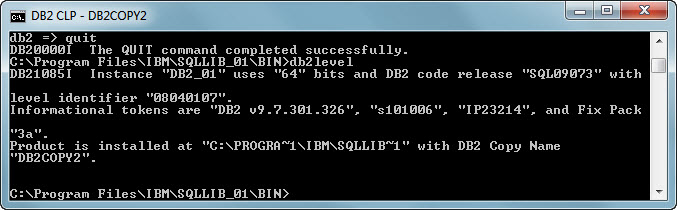 DB2 CLP - DB2COPY2
db2 => quit
DB20000I  The QUIT command completed successfully.
C:\Program Files\IBM\SQLLIB_01\BIN>db2level
DB21085I  Instance "DB2_01" uses "64" bits and DB2 code release "SQL09073" with
level identifier "08040107".
Informational tokens are "DB2 v9.7.301.326", "s101006", "IP23214", and Fix Pack
"3a".
Product is installed at "C:\PROGRA~1\IBM\SQLLIB~1" with DB2 Copy Name
"DB2COPY2".
C:\Program Files\IBM\SQLLIB_01\BIN>